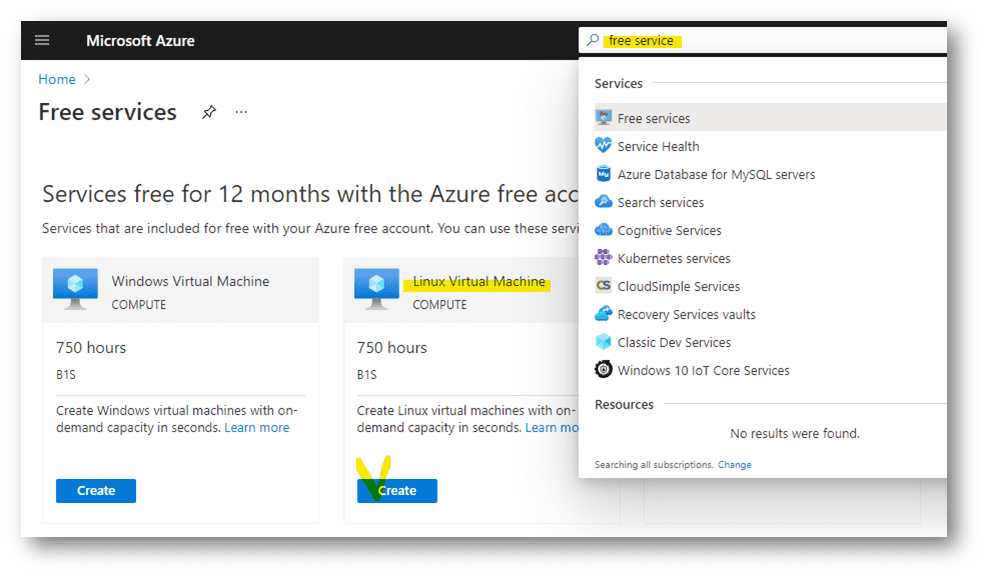 Microsoft Azure
free service
Home
Free services
Services free for 12 months with the Azure free acc
Services that are included for free with your Azure free account. You can use these servi
Windows Virtual Machine
COMPUTE
750 hours
B1S
Create Windows virtual machines with on-
demand capacity in seconds. Learn more
Create
Linux Virtual Machine
COMPUTE
750 hours
B1S
Create Linux virtual machines with on-
demand capacity in seconds. Learn mo
Create
Services
Free services
Service Health
Azure Database for MySQL servers
Search services
Cognitive Services
Kubernetes services
CloudSimple Services
Recovery Services vaults
Classic Dev Services
Windows 10 IoT Core Services
Resources
No results were found.
Searching all subscriptions. Change